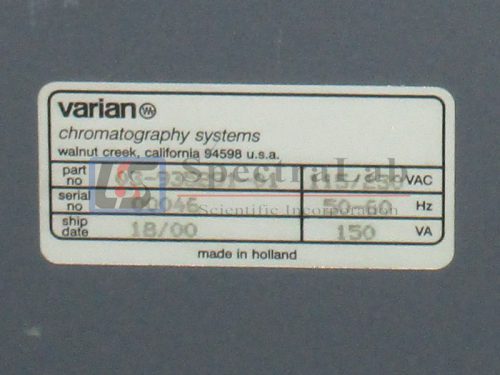 varian
chromatography systems
walnut creek, california 94598 u.s.a.
part no VAC
SpectraLab
serial no 50-60 Hz
Scientific Incorporated
ship date 18/00 150 VA
made in holland